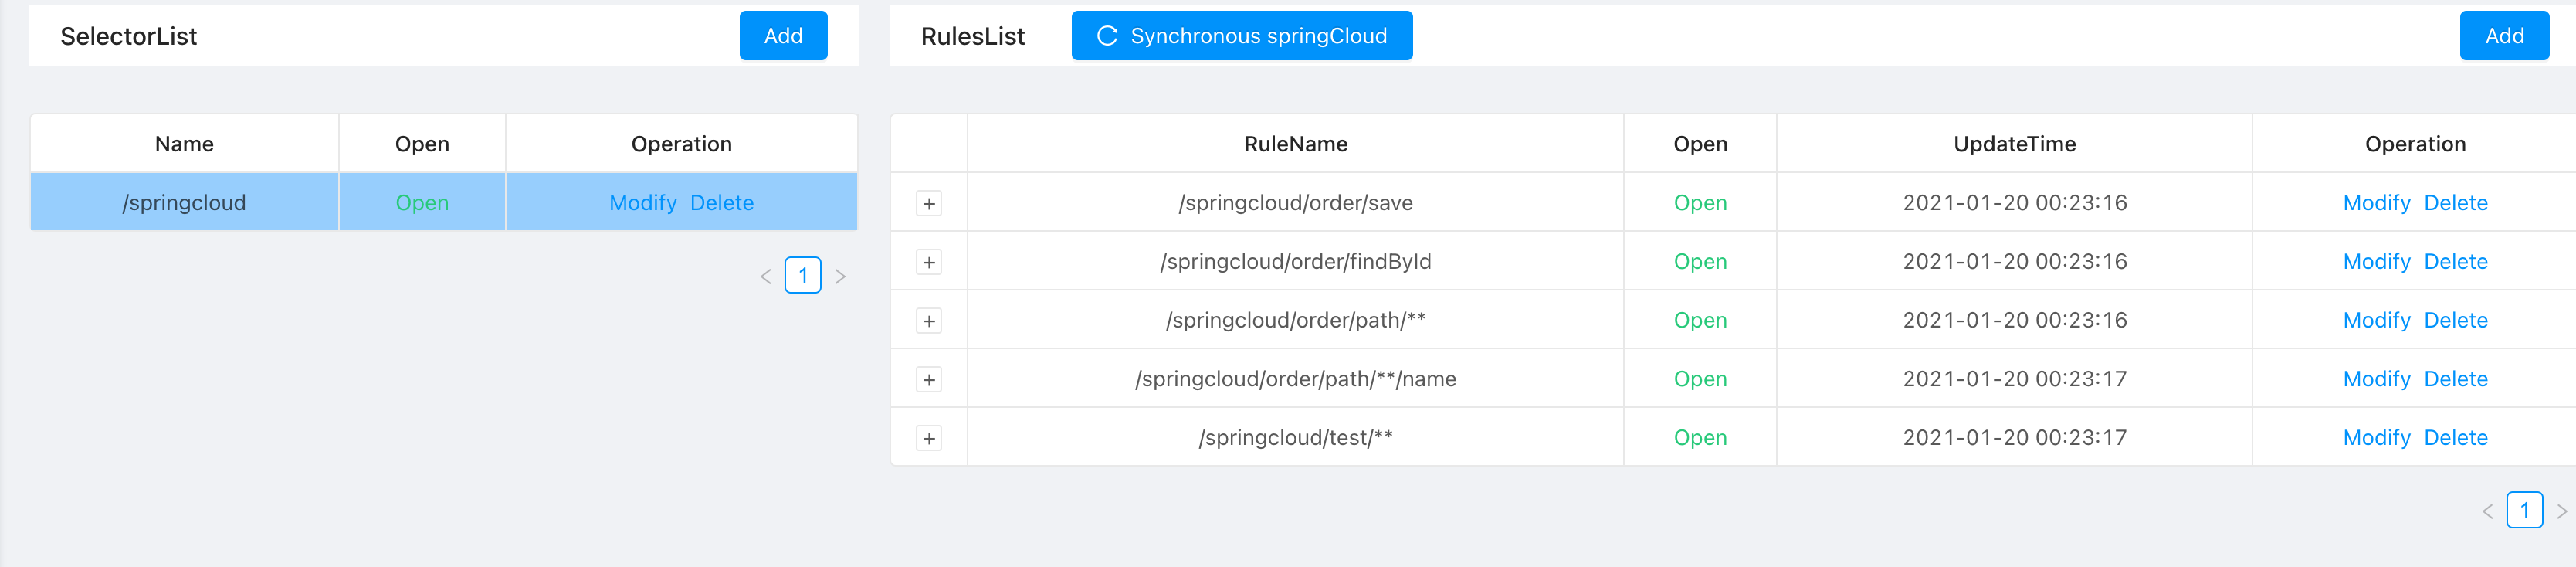 SelectorList Add
Name Open Operation
/springcloud Open Modify Delete
1
RulesList Synchronous springCloud Add
RuleName Open UpdateTime Operation
/springcloud/order/save Open 2021-01-20 00:23:16 Modify Delete
/springcloud/order/findById Open 2021-01-20 00:23:16 Modify Delete
/springcloud/order/path/** Open 2021-01-20 00:23:16 Modify Delete
/springcloud/order/path/**/name Open 2021-01-20 00:23:17 Modify Delete
/springcloud/test/** Open 2021-01-20 00:23:17 Modify Delete
1